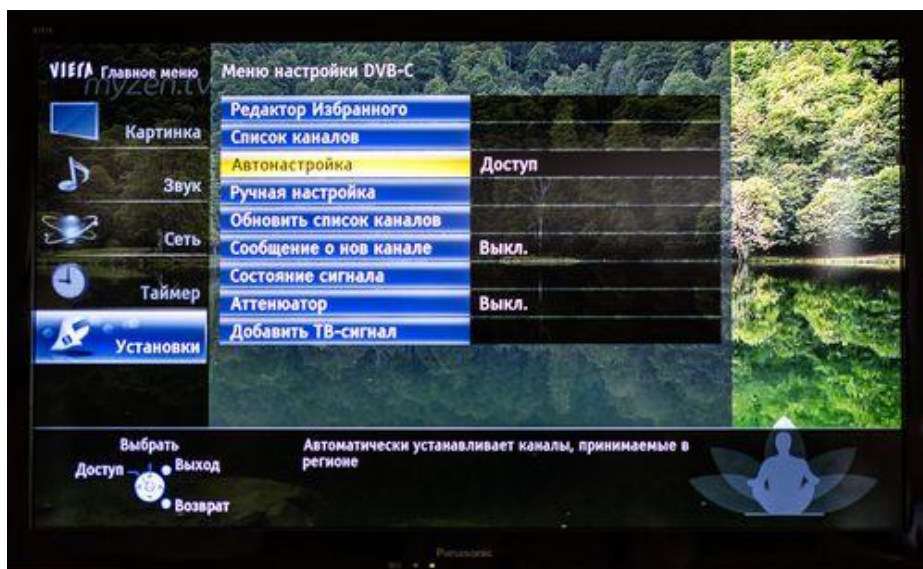 VIErA Главное меню
Меню настройки DVB-C
myzen.tv
Картинка
Звук
Сеть
Таймер
Установки
Редактор Избранного
Список каналов
Автонастройка Доступ
Ручная настройка
Обновить список каналов
Сообщение о нов канале Выкл.
Состояние сигнала
Аттенюатор Выкл.
Добавить ТВ-сигнал
Выбрать
Доступ
Выход
Возврат
Автоматически устанавливает каналы, принимаемые в
регионе
Panasonic